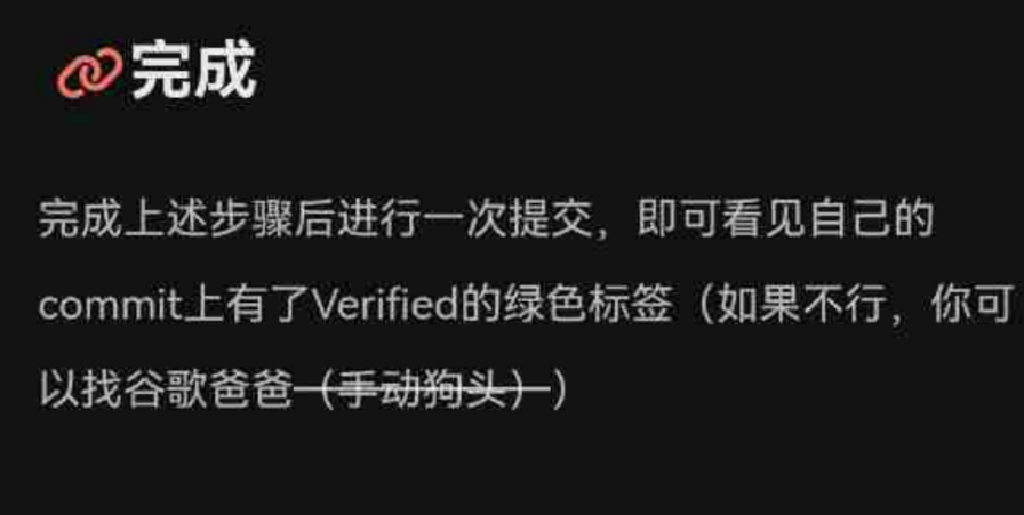 完成
完成上述步骤后进行一次提交，即可看见自己的
commit上有了Verified的绿色标签（如果不行，你可
以找谷歌爸爸（手动狗头））